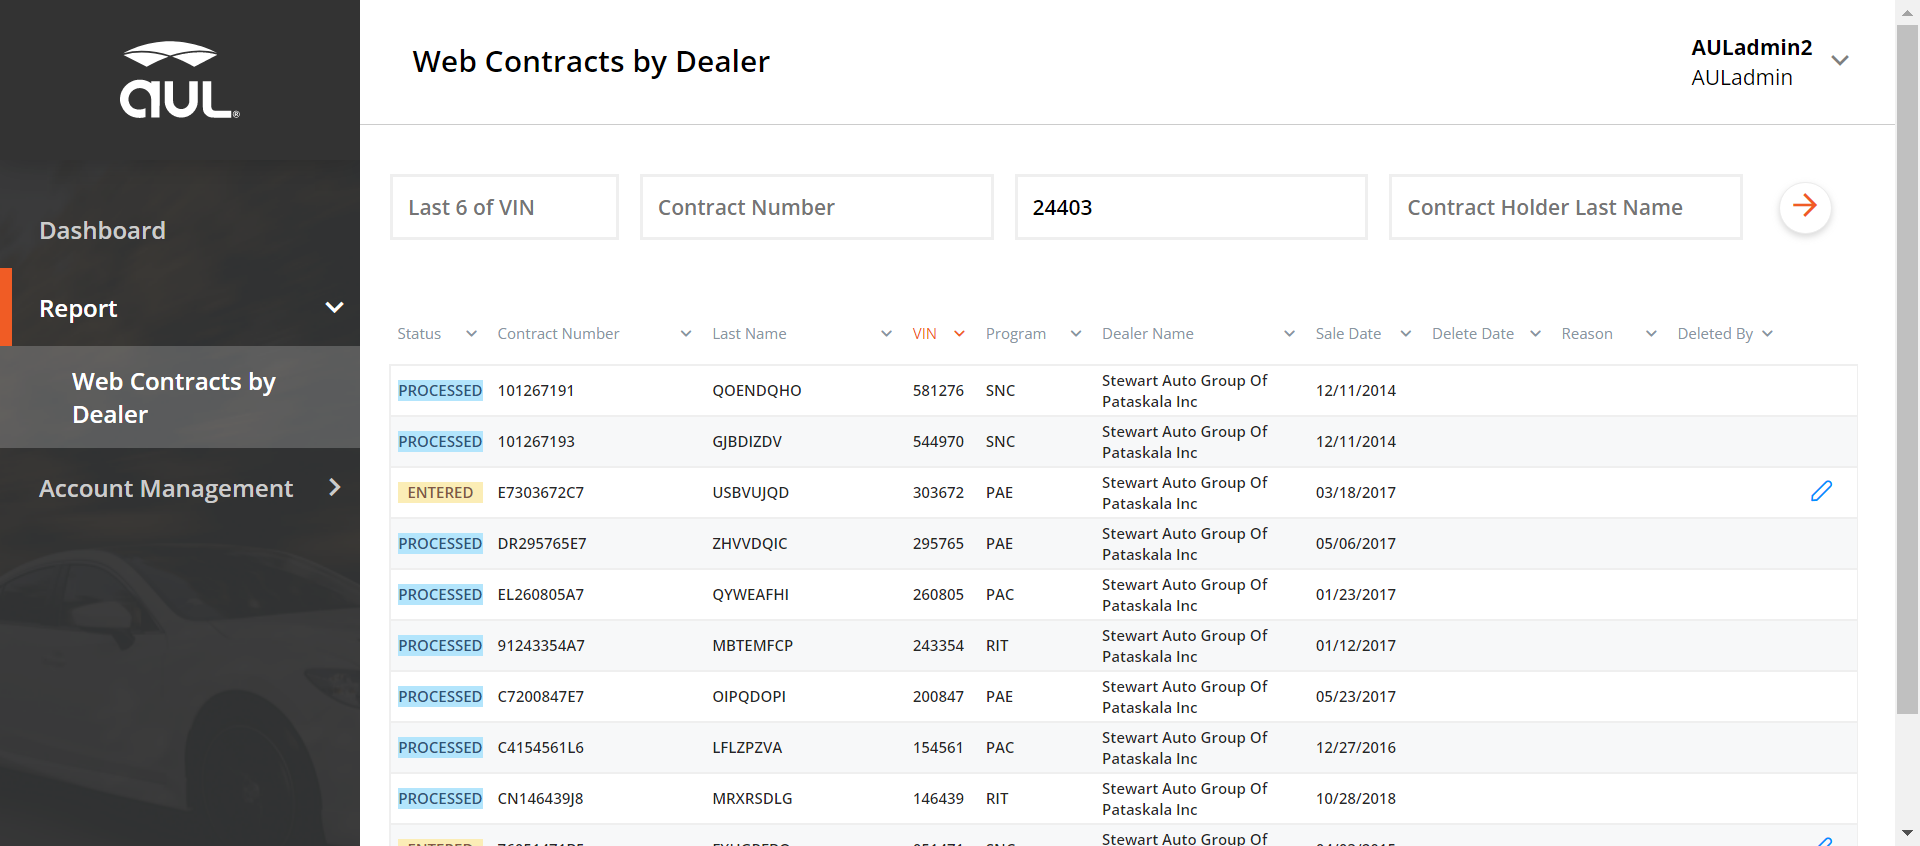 aUL®
Dashboard
Report
Web Contracts by
Dealer
Account Management
Web Contracts by Dealer
AULadmin2
AULadmin
Last 6 of VIN Contract Number 24403 Contract Holder Last Name
Status Contract Number Last Name VIN Program Dealer Name Sale Date Delete Date Reason Deleted By
PROCESSED 101267191 QOENDQHO 581276 SNC Stewart Auto Group Of
Pataskala Inc 12/11/2014
PROCESSED 101267193 GJBDIZDV 544970 SNC Stewart Auto Group Of
Pataskala Inc 12/11/2014
ENTERED E7303672C7 USBVUJQD 303672 PAE Stewart Auto Group Of
Pataskala Inc 03/18/2017
PROCESSED DR295765E7 ZHVVDQIC 295765 PAE Stewart Auto Group Of
Pataskala Inc 05/06/2017
PROCESSED EL260805A7 QYWEAFHI 260805 PAC Stewart Auto Group Of
Pataskala Inc 01/23/2017
PROCESSED 91243354A7 MBTEMFCP 243354 RIT Stewart Auto Group Of
Pataskala Inc 01/12/2017
PROCESSED C7200847E7 OIPQDOPI 200847 PAE Stewart Auto Group Of
Pataskala Inc 05/23/2017
PROCESSED C4154561L6 LFLZPZVA 154561 PAC Stewart Auto Group Of
Pataskala Inc 12/27/2016
PROCESSED CN146439J8 MRXRSDLG 146439 RIT Stewart Auto Group Of
Pataskala Inc 10/28/2018
ENTERED Stewart Auto Group Of